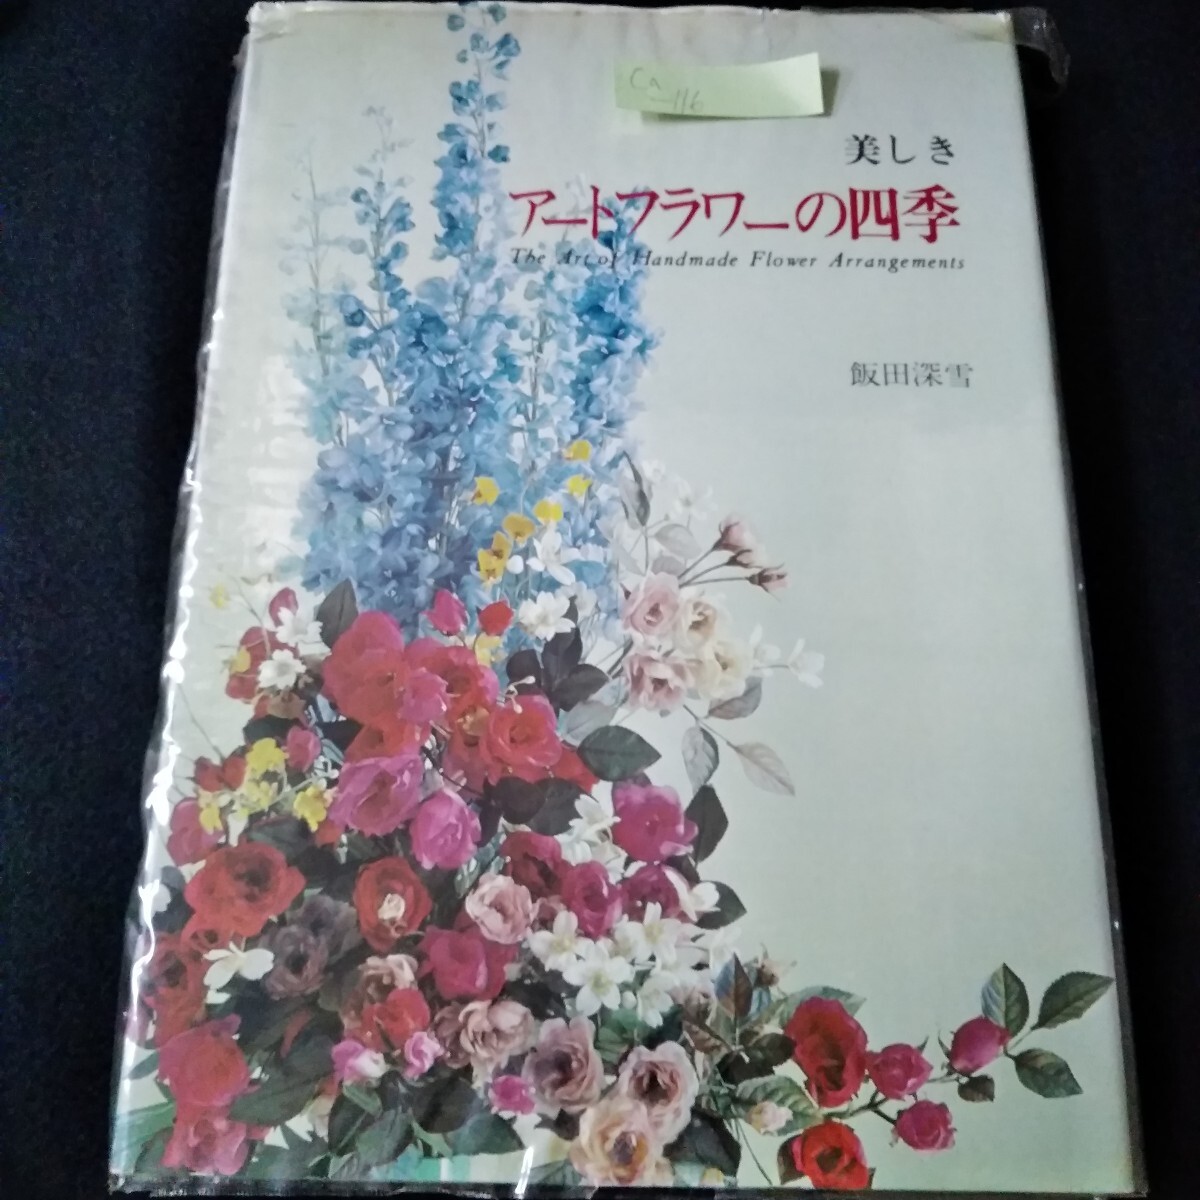 Ca
-116
美しき
アートフラワーの四季
The Art of Handmade Flower Arrangements
飯田深雪